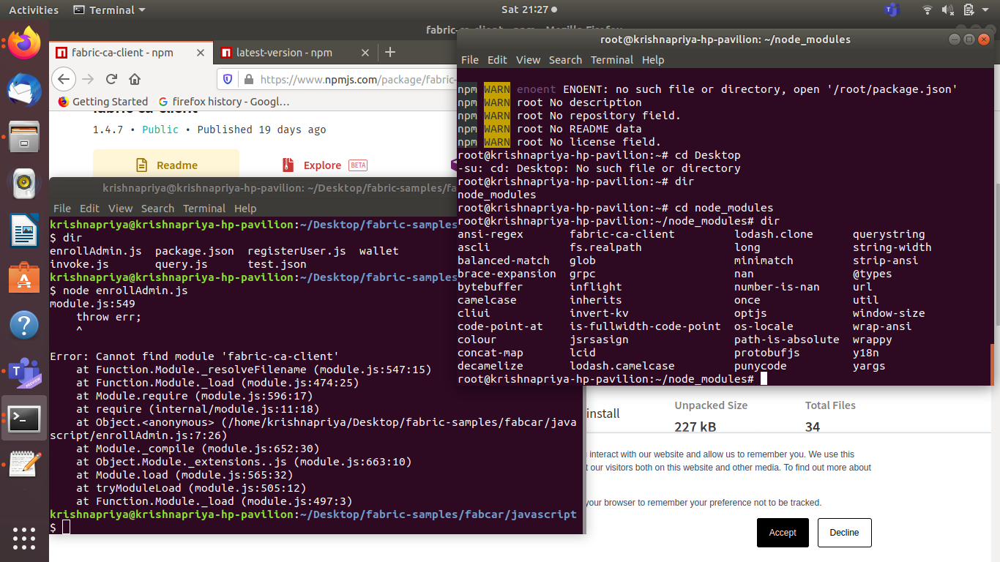 Activities
Terminal
Sat 21:27
fabric-ca-client - npm
latest-version - npm
https://www.npmjs.com/package/fabric-
Getting Started
firefox history - Googl…
1.4.7 • Public • Published 19 days ago
Readme
Explore BETA
krishnapriya@krishnapriya-hp-pavilion: ~/Desktop/fabric-samples/fa
File Edit View Search Terminal Help
krishnapriya@krishnapriya-hp-pavilion:~/Desktop/fabric-samples
$ dir
enrollAdmin.js package.json registerUser.js wallet
invoke.js query.js test.json
krishnapriya@krishnapriya-hp-pavilion:~/Desktop/fabric-samples
$ node enrollAdmin.js
module.js:549
throw err;
^
Error: Cannot find module 'fabric-ca-client'
at Function.Module._resolveFilename (module.js:547:15)
at Function.Module._load (module.js:474:25)
at Module.require (module.js:596:17)
at require (internal/module.js:11:18)
at Object.<anonymous> (/home/krishnapriya/Desktop/fabric-samples/fabcar/java
script/enrollAdmin.js:7:26)
at Module._compile (module.js:652:30)
at Object.Module._extensions..js (module.js:663:10)
at Module.load (module.js:565:32)
at tryModuleLoad (module.js:505:12)
at Function.Module._load (module.js:497:3)
krishnapriya@krishnapriya-hp-pavilion:~/Desktop/fabric-samples/fabcar/javascript
$
root@krishnapriya-hp-pavilion: ~/node_modules
File Edit View Search Terminal Help
npm WARN enoent ENOENT: no such file or directory, open '/root/package.json'
npm WARN root No description
npm WARN root No repository field.
npm WARN root No README data
npm WARN root No license field.
root@krishnapriya-hp-pavilion:~# cd Desktop
-su: cd: Desktop: No such file or directory
root@krishnapriya-hp-pavilion:~# dir
node_modules
root@krishnapriya-hp-pavilion:~# cd node_modules
root@krishnapriya-hp-pavilion:~/node_modules# dir
ansi-regex fabric-ca-client lodash.clone querystring
ascli fs.realpath long string-width
balanced-match glob minimatch strip-ansi
brace-expansion grpc nan @types
bytebuffer inflight number-is-nan url
camelcase inherits once util
cliui invert-kv optjs window-size
code-point-at is-fullwidth-code-point os-locale wrap-ansi
colour jsrsasign path-is-absolute wrappy
concat-map lcid protobufjs y18n
decamelize lodash.camelcase punycode yargs
root@krishnapriya-hp-pavilion:~/node_modules#
install
Unpacked Size Total Files
227 kB 34
interact with our website and allow us to remember you. We use this
t our visitors both on this website and other media. To find out more about
your browser to remember your preference not to be tracked.
Accept Decline
PREVIEW